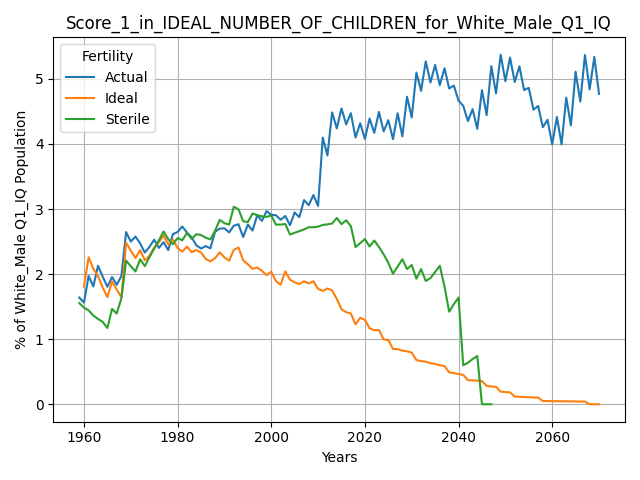 Score_1_in_IDEAL_NUMBER_OF_CHILDREN_for_White_Male_Q1_IQ
Fertility
Actual
Ideal
Sterile
% of White_Male Q1_IQ Population
5
4
3
2
1
0
1960 1980 2000 2020 2040 2060
Years